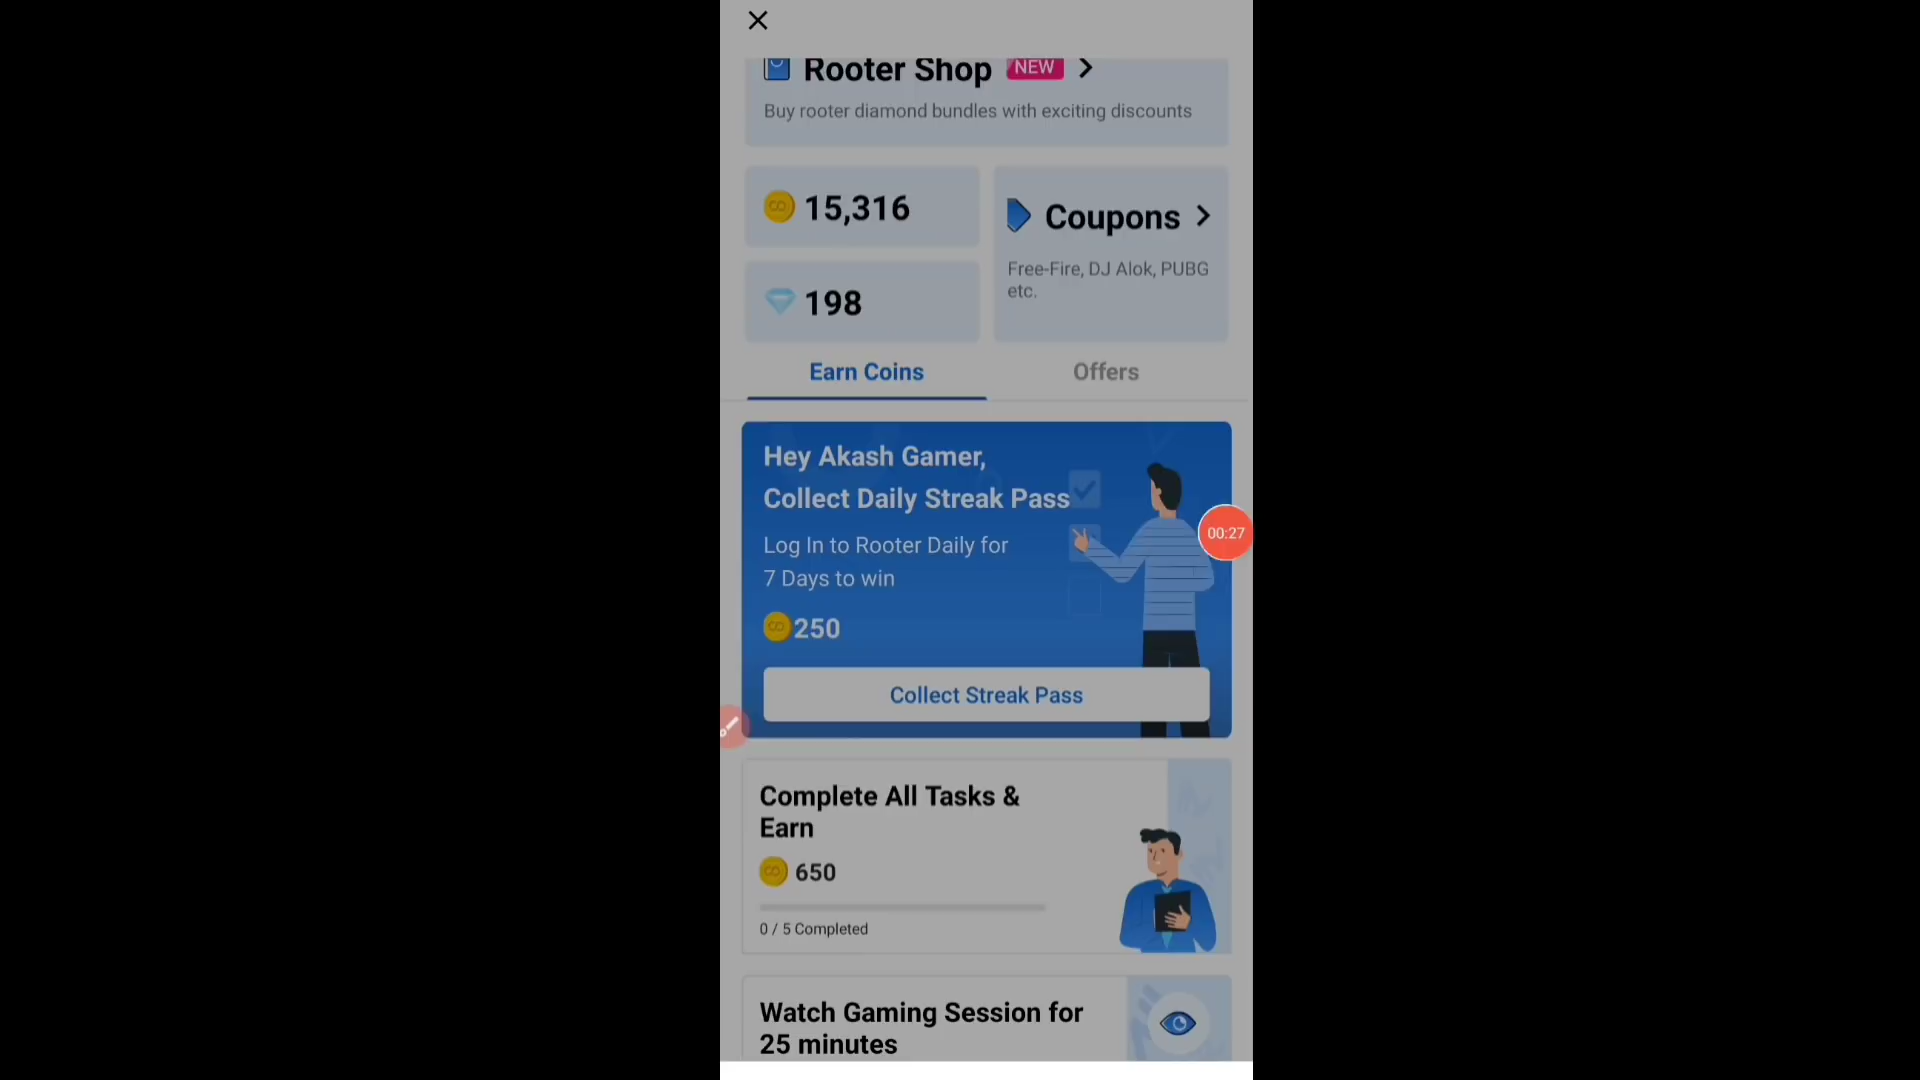 Rooter Shop NEW
Buy rooter diamond bundles with exciting discounts
15,316
Coupons
Free-Fire, DJ Alok, PUBG
etc.
198
Earn Coins
Offers
Hey Akash Gamer,
Collect Daily Streak Pass
Log In to Rooter Daily for
7 Days to win
250
00:27
Collect Streak Pass
Complete All Tasks &
Earn
650
0 / 5 Completed
Watch Gaming Session for
25 minutes